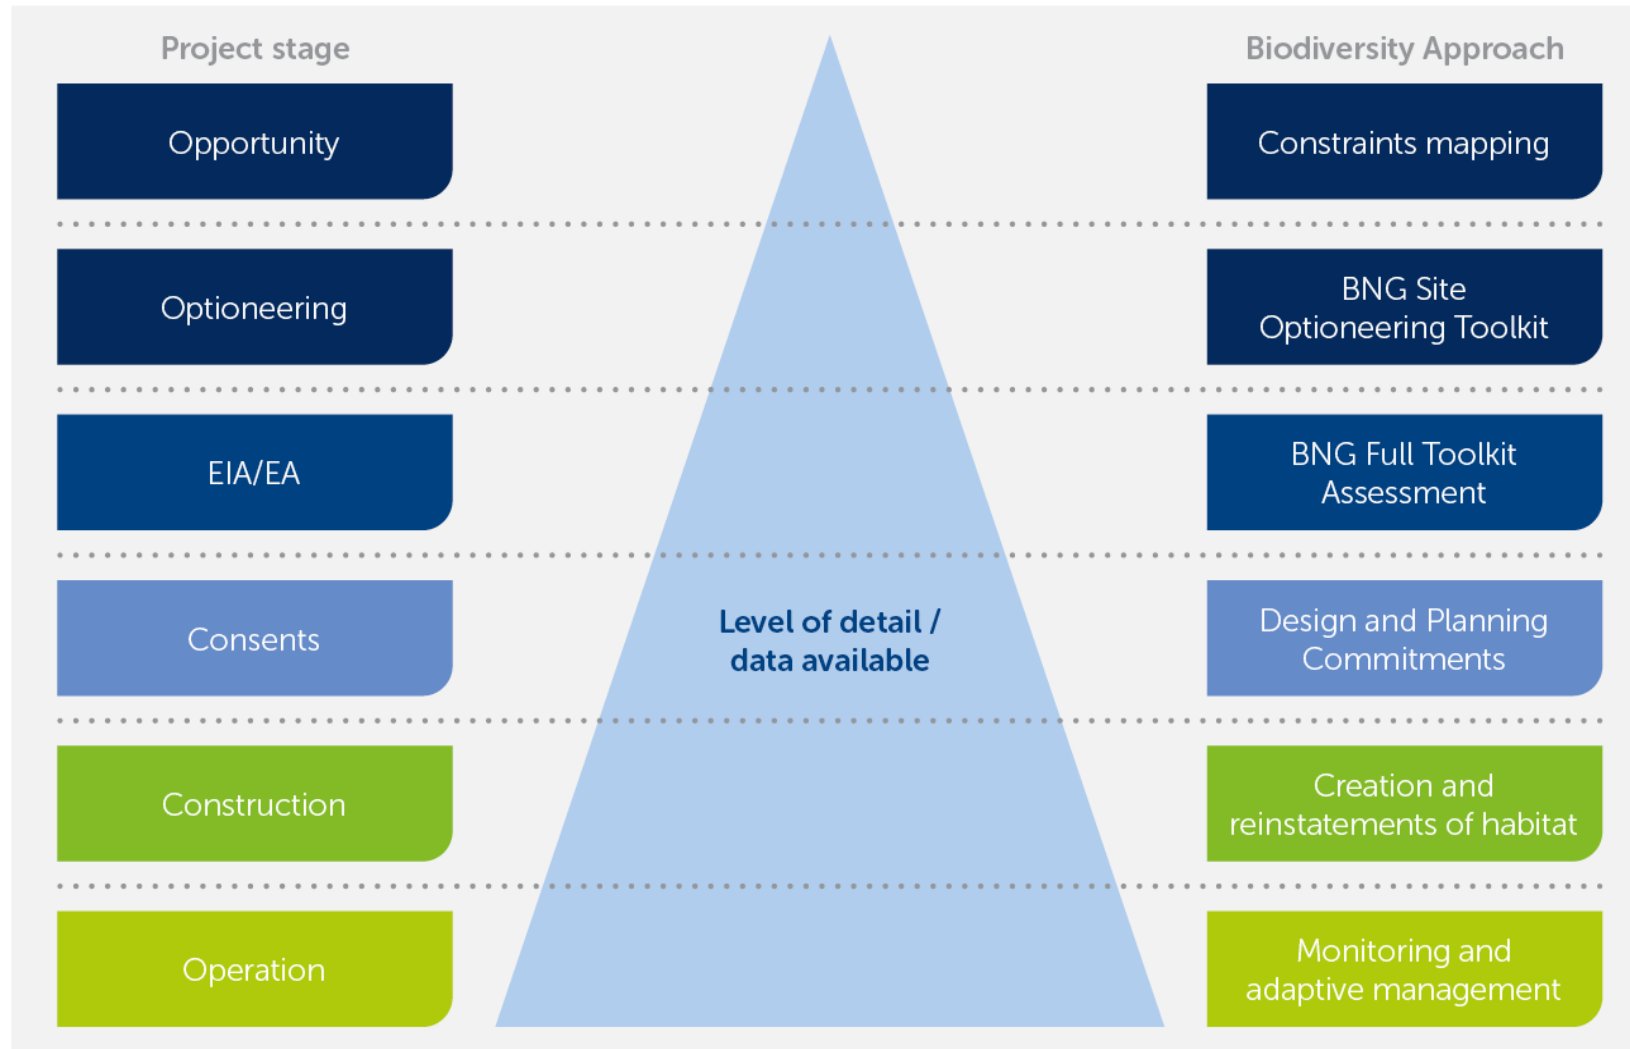 Project stage
Biodiversity Approach
Opportunity
Constraints mapping
Optioneering
BNG Site
Optioneering Toolkit
EIA/EA
BNG Full Toolkit
Assessment
Consents
Level of detail /
data available
Design and Planning
Commitments
Construction
Creation and
reinstatements of habitat
Operation
Monitoring and
adaptive management